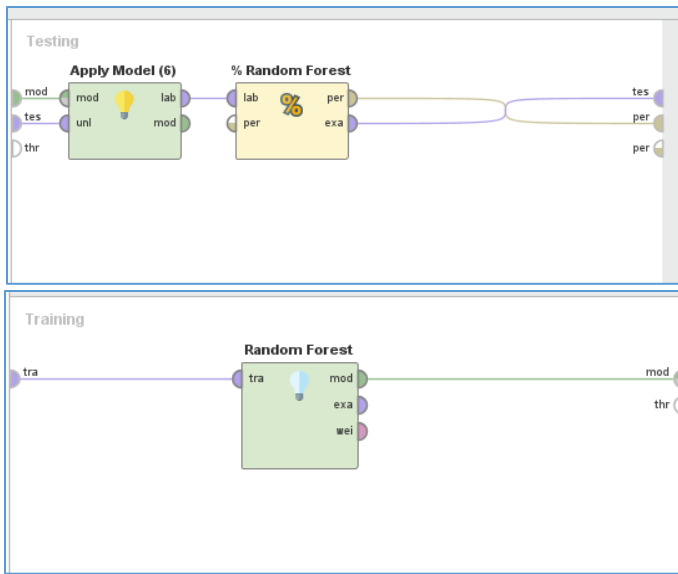 Testing
Apply Model (6)
% Random Forest
mod
mod
lab
lab
per
tes
tes
unl
mod
per
exa
per
thr
per
Training
Random Forest
tra
tra
mod
mod
exa
thr
wei